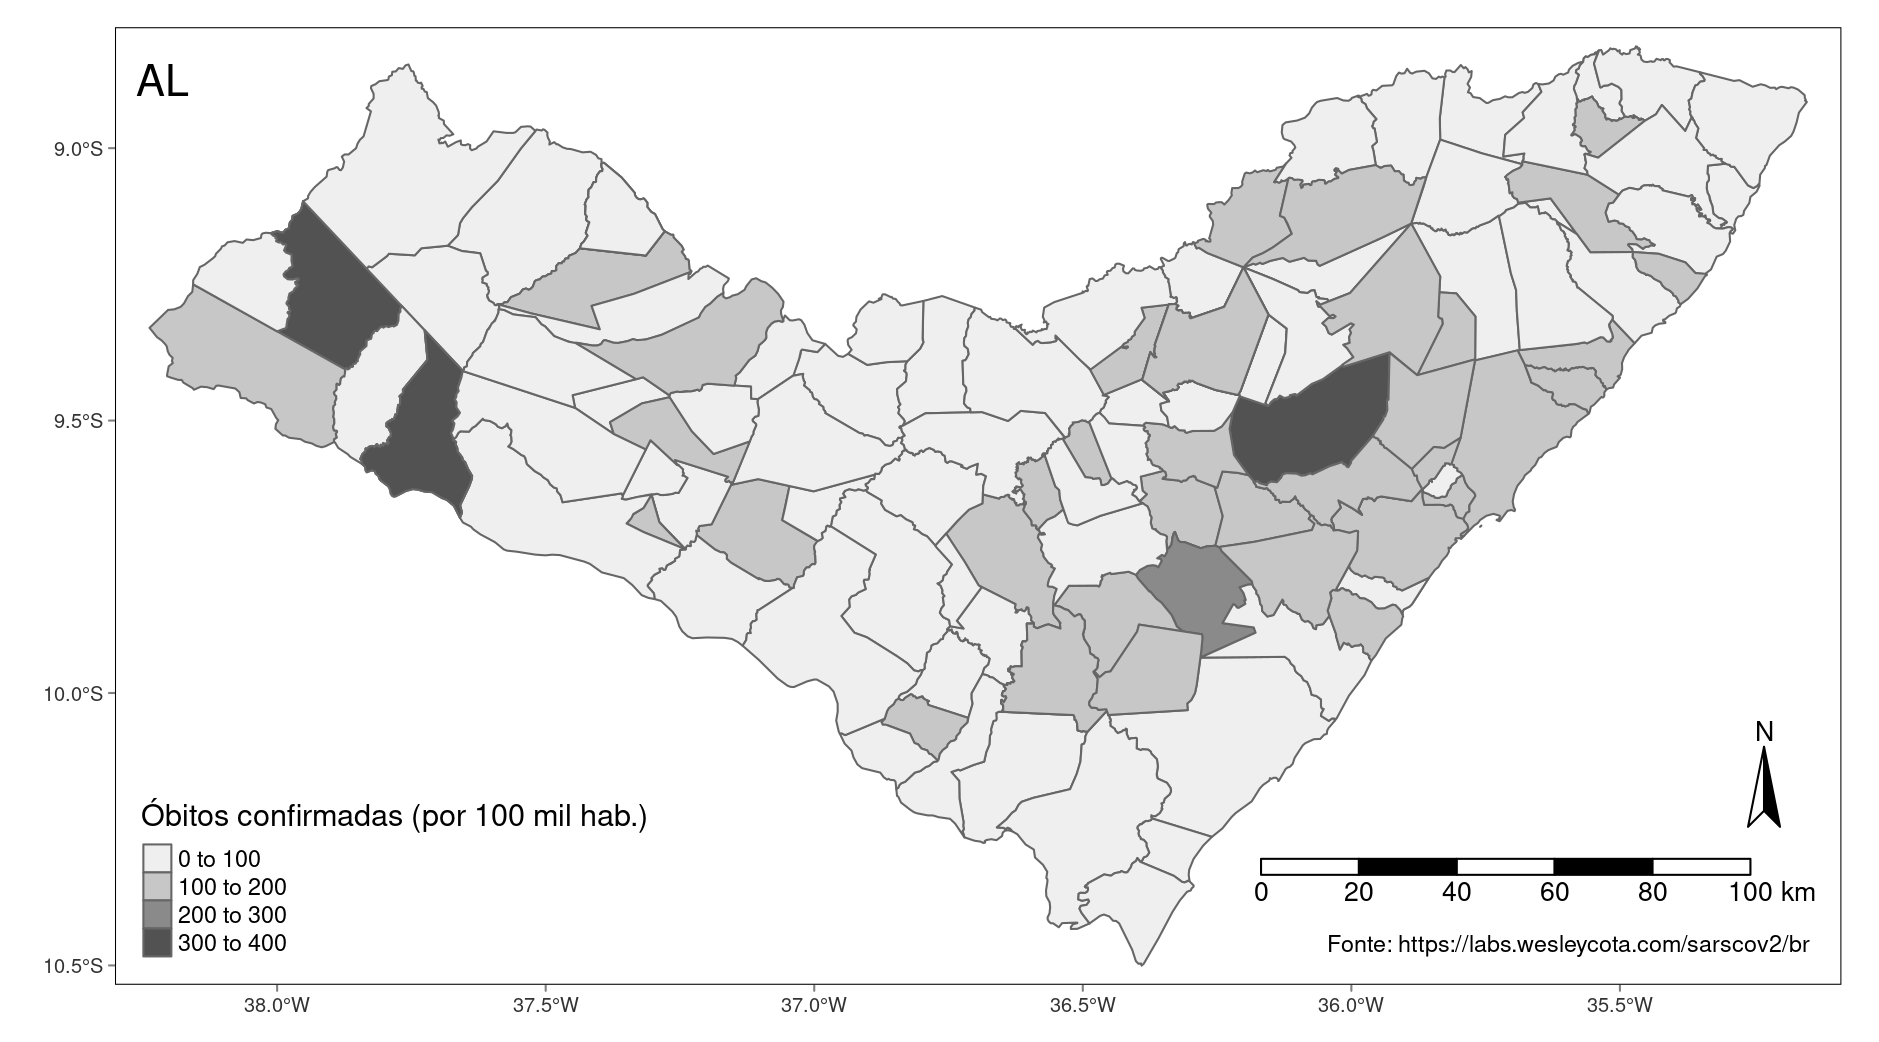 AL
9.0°S
9.5°S
10.0°S
10.5°S
Óbitos confirmadas (por 100 mil hab.)
0 to 100
100 to 200
200 to 300
300 to 400
N
0 20 40 60 80 100 km
Fonte: https://labs.wesleycota.com/sarscov2/br
38.0°W 37.5°W 37.0°W 36.5°W 36.0°W 35.5°W